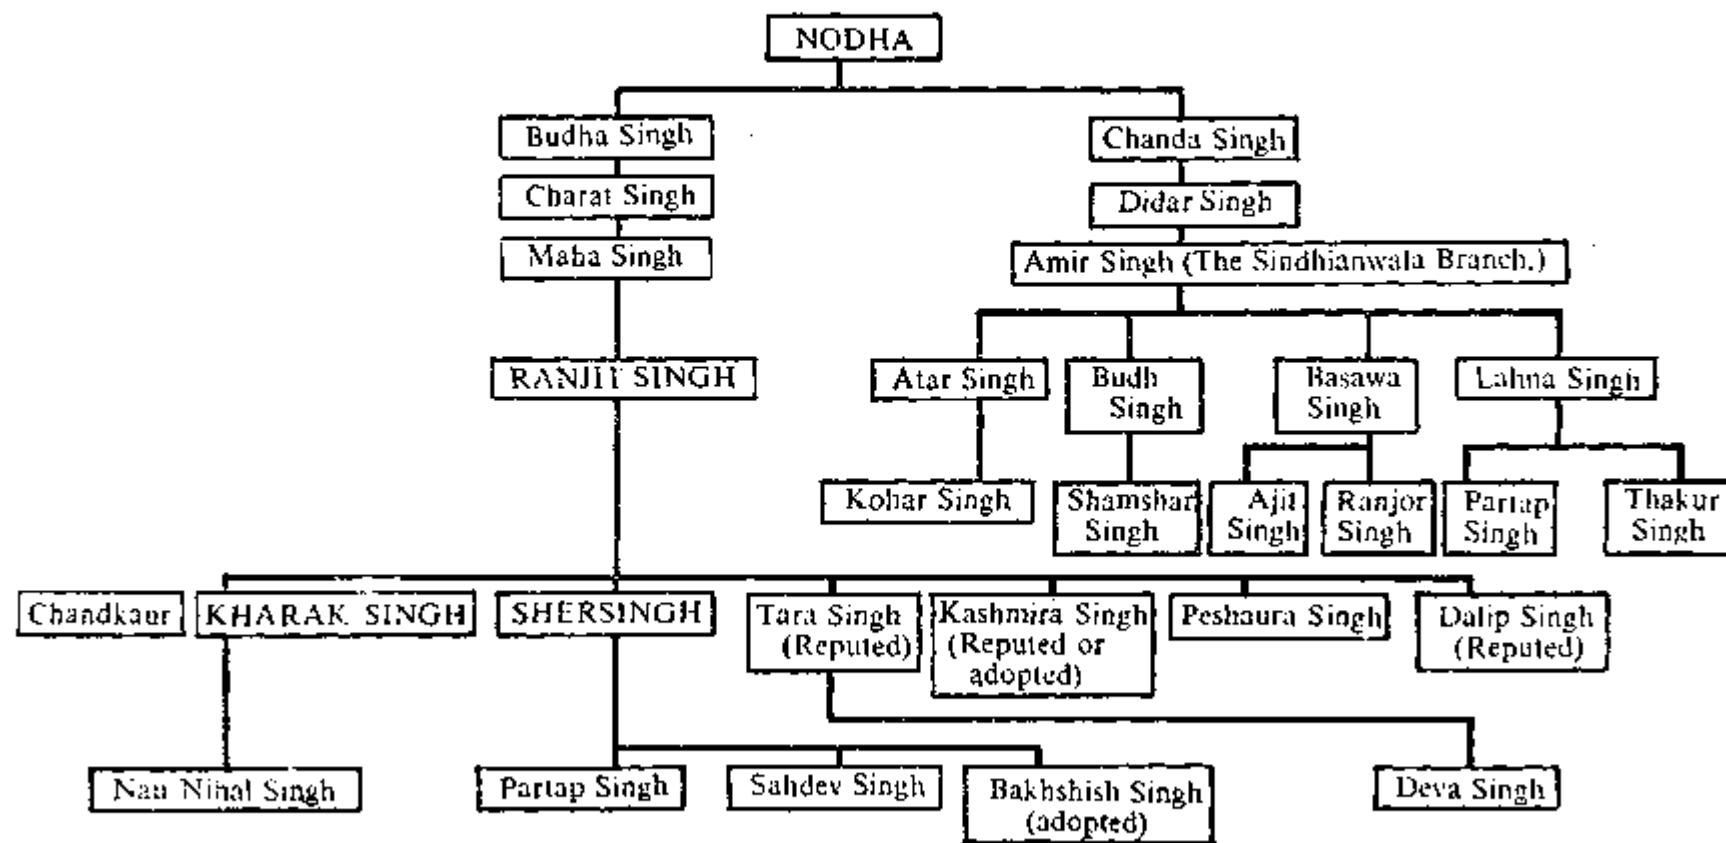 NODHA
Budha Singh
Chanda Singh
Charat Singh
Didar Singh
Maha Singh
Amir Singh (The Sindhianwala Branch.)
RANJIT SINGH
Atar Singh
Budh
Singh
Basawa
Singh
Lahna Singh
Kohar Singh
Shamshar
Singh
Ajit
Singh
Ranjor
Singh
Partap
Singh
Thakur
Singh
Chandkaur
KHARAK SINGH
SHERSINGH
Tara Singh
(Reputed)
Kashmira Singh
(Reputed or
adopted)
Peshaura Singh
Dalip Singh
(Reputed)
Nau Nihal Singh
Partap Singh
Sahdev Singh
Bakhshish Singh
(adopted)
Deva Singh